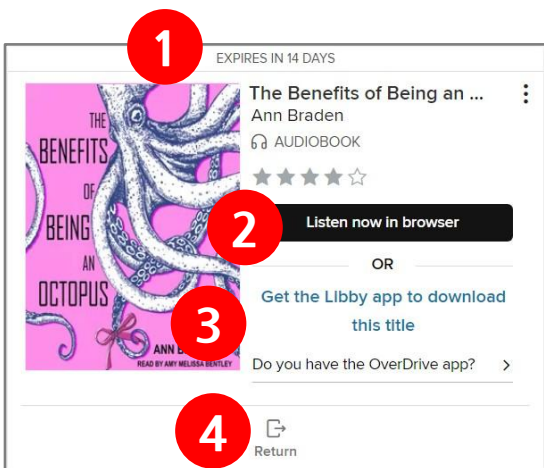 1
EXPIRES IN 14 DAYS
THE
BENEFITS
OF
BEING
AN
OCTOPUS
ANN B
READ BY AMY MELISSA BENTLEY
The Benefits of Being an ...
Ann Braden
AUDIOBOOK
2
Listen now in browser
OR
3
Get the Libby app to download
this title
Do you have the OverDrive app?
4
Return